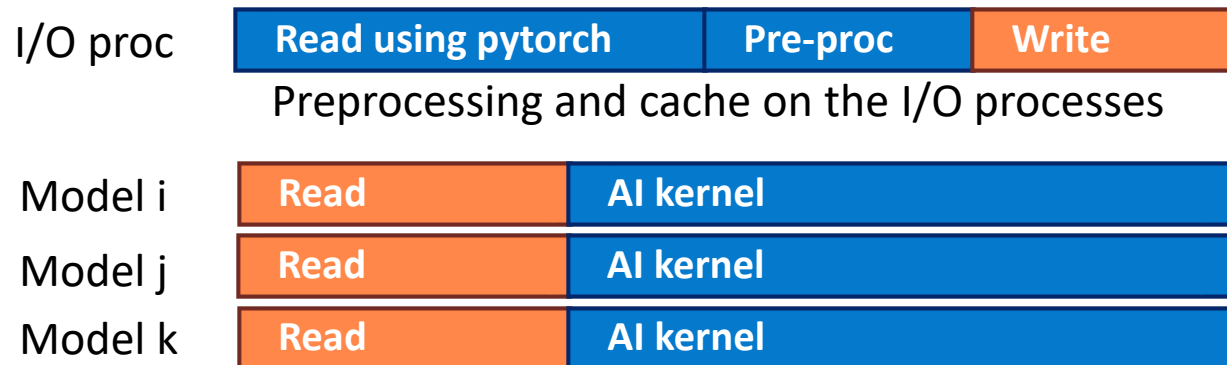 I/O proc Read using pytorch Pre-proc Write
Preprocessing and cache on the I/O processes
Model i Read AI kernel
Model j Read AI kernel
Model k Read AI kernel